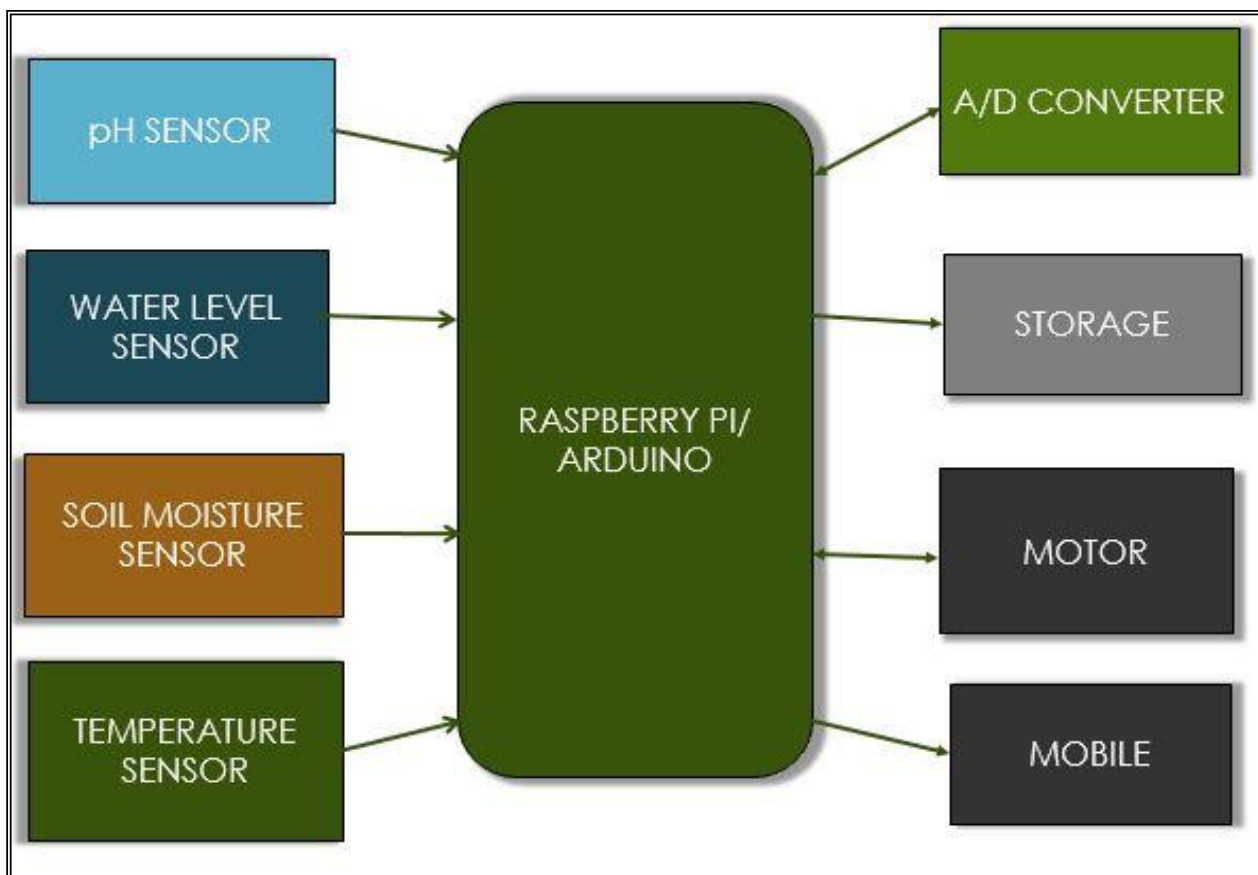 pH SENSOR
WATER LEVEL
SENSOR
SOIL MOISTURE
SENSOR
TEMPERATURE
SENSOR
RASPBERRY PI/
ARDUINO
A/D CONVERTER
STORAGE
MOTOR
MOBILE